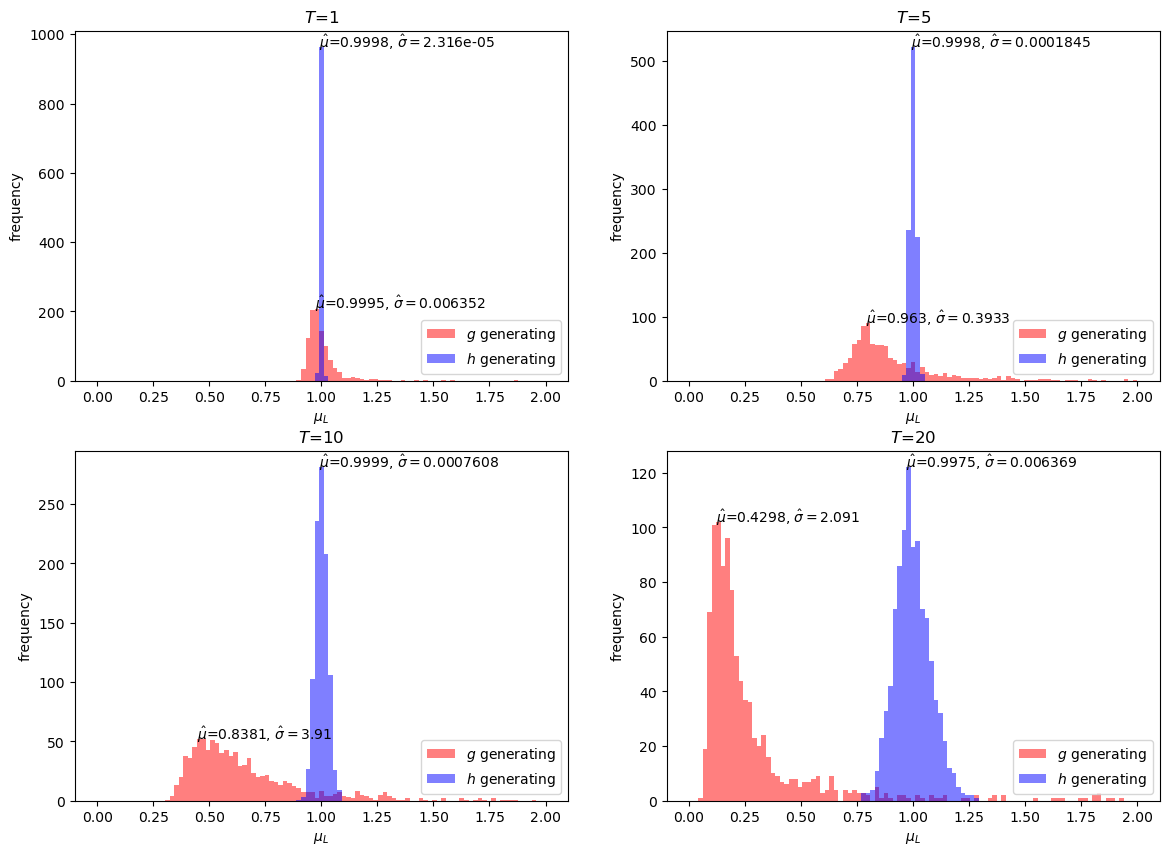 T=1
μ̂=0.9998, σ̂ = 2.316e-05
μ̂=0.9995, σ̂ = 0.006352
frequency
1000
800
600
400
200
0
0.00 0.25 0.50 0.75 1.00 1.25 1.50 1.75 2.00
μ_L
g generating
h generating
T=5
μ̂=0.9998, σ̂ = 0.0001845
μ̂=0.963, σ̂ = 0.3933
frequency
500
400
300
200
100
0
0.00 0.25 0.50 0.75 1.00 1.25 1.50 1.75 2.00
μ_L
g generating
h generating
T=10
μ̂=0.9999, σ̂ = 0.0007608
μ̂=0.8381, σ̂ = 3.91
frequency
250
200
150
100
50
0
0.00 0.25 0.50 0.75 1.00 1.25 1.50 1.75 2.00
μ_L
g generating
h generating
T=20
μ̂=0.9975, σ̂ = 0.006369
μ̂=0.4298, σ̂ = 2.091
frequency
120
100
80
60
40
20
0
0.00 0.25 0.50 0.75 1.00 1.25 1.50 1.75 2.00
μ_L
g generating
h generating